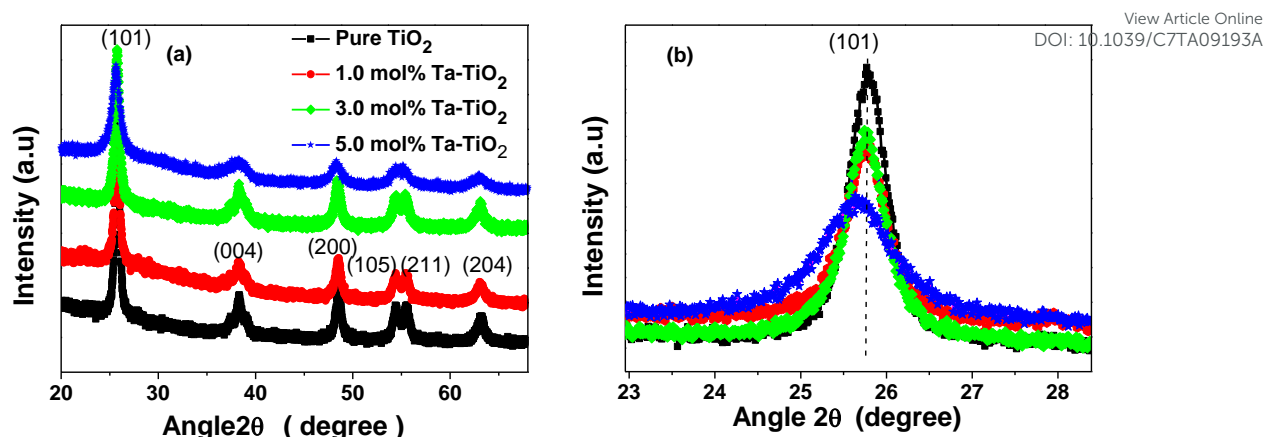 View Article Online
DOI: 10.1039/C7TA09193A
(101)
(a)
Pure TiO2
1.0 mol% Ta-TiO2
3.0 mol% Ta-TiO2
5.0 mol% Ta-TiO2
(004)
(200)
(105)
(211)
(204)
Intensity (a.u)
20
30
40
50
60
Angle2θ ( degree )
(b)
(101)
Intensity (a.u)
23
24
25
26
27
28
Angle 2θ (degree)